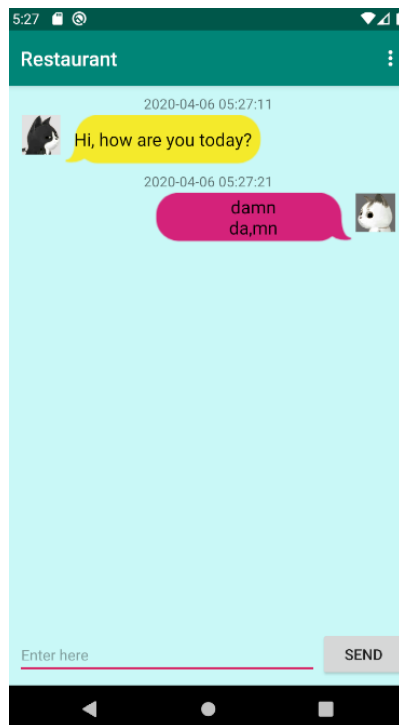 5:27
Restaurant
2020-04-06 05:27:11
Hi, how are you today?
2020-04-06 05:27:21
damn
da,mn
Enter here
SEND